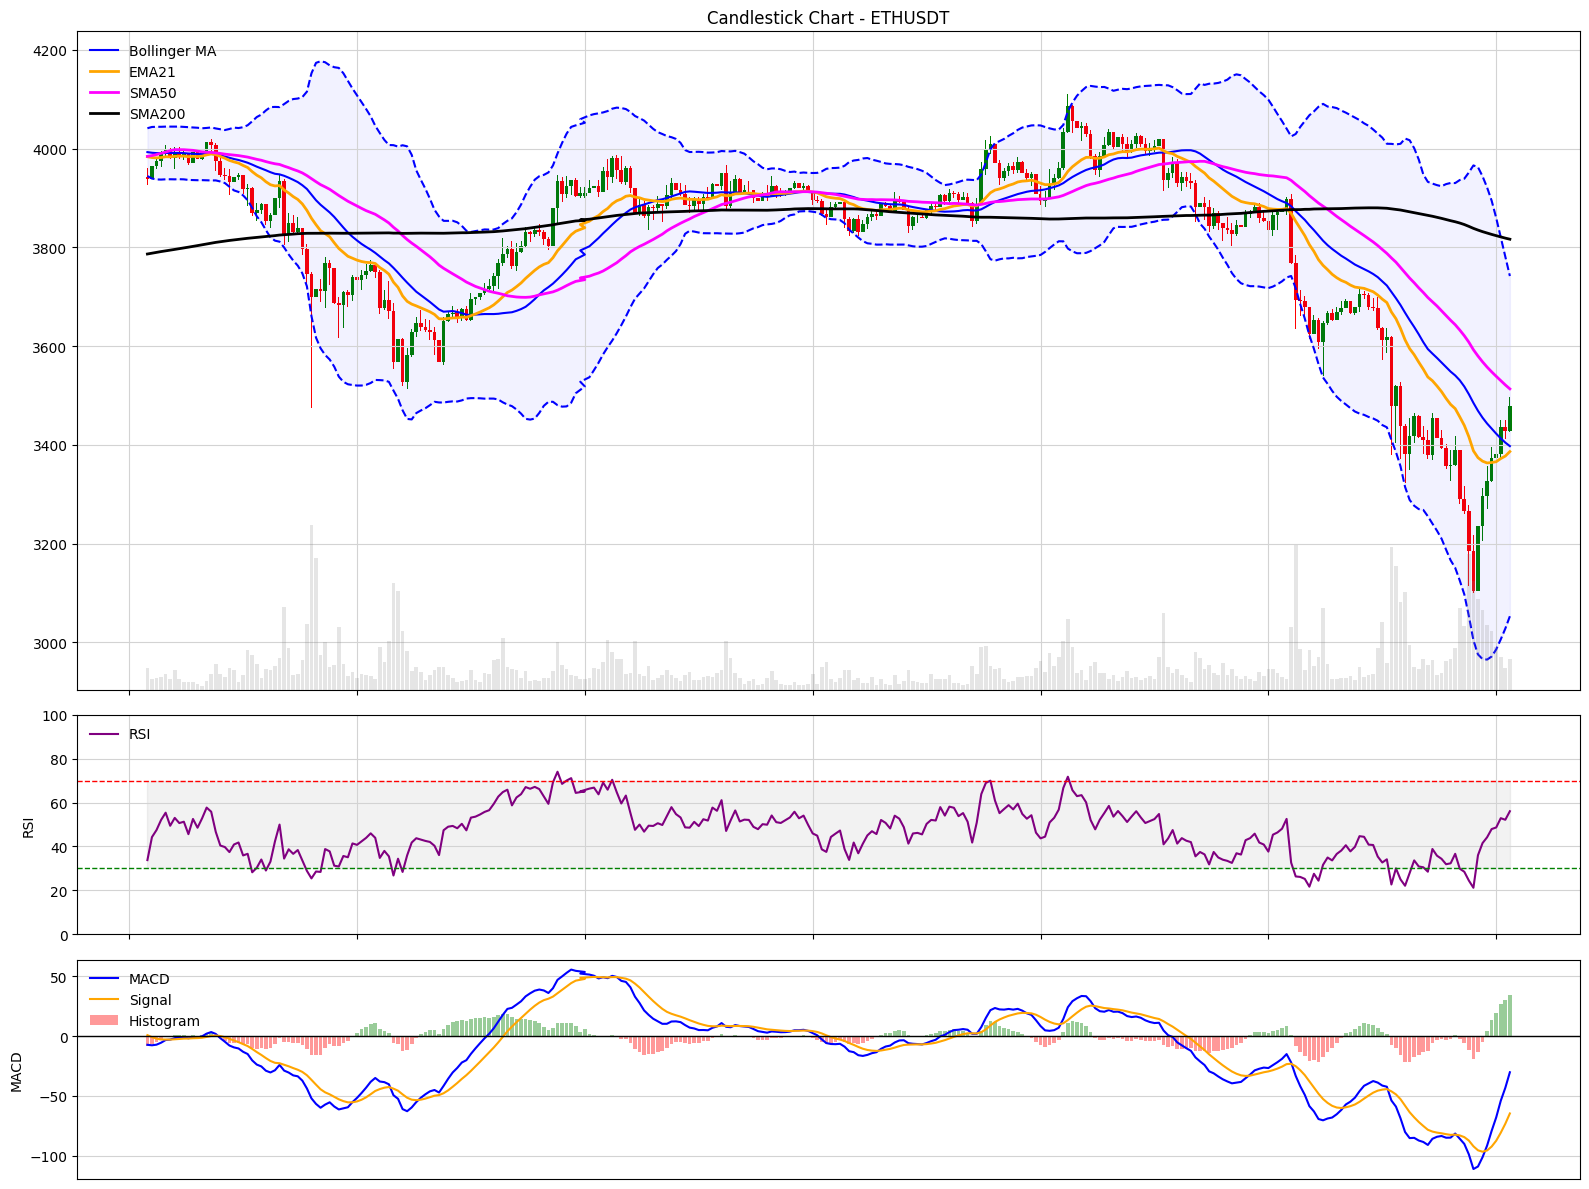 Candlestick Chart - ETHUSDT
4200
4000
3800
3600
3400
3200
3000
Bollinger MA
EMA21
SMA50
SMA200
100
80
60
40
20
0
RSI
RSI
50
0
−50
−100
MACD
MACD
Signal
Histogram